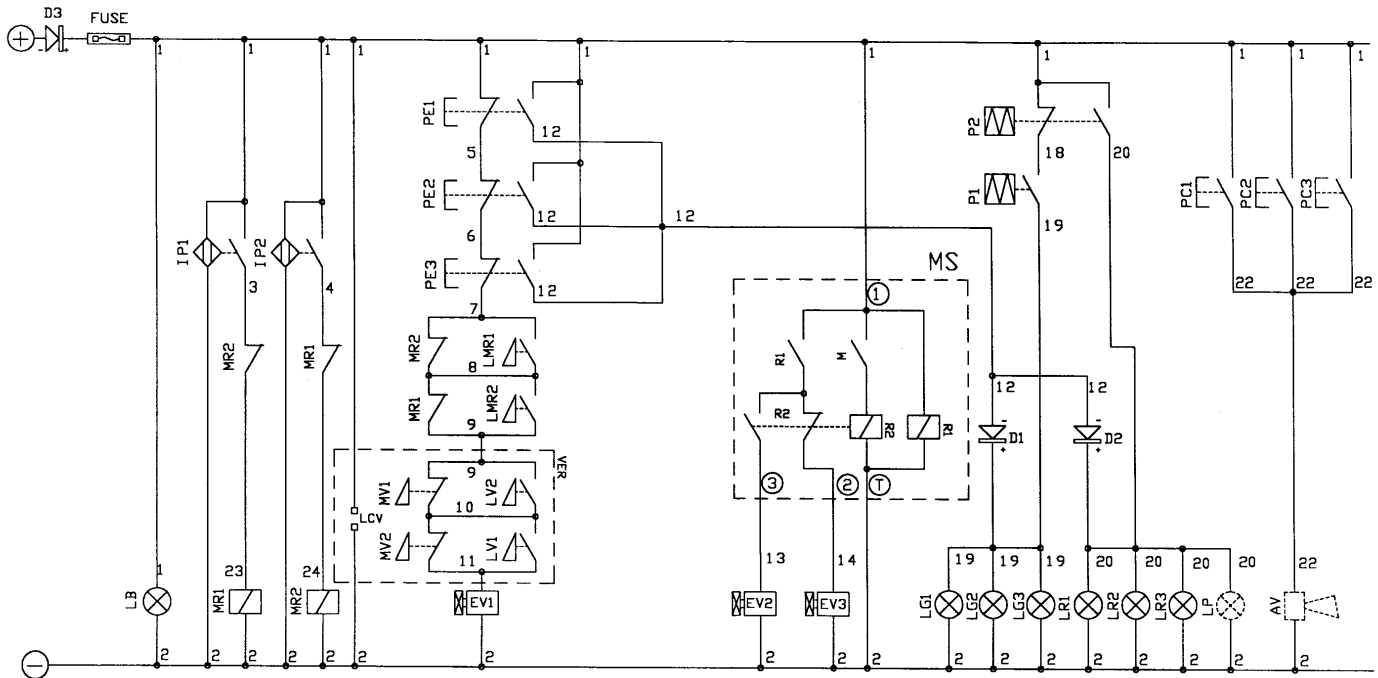 D3
FUSE
+
1 1 1 1 1 1 1 1 1 1 1
PE1
12
5
PE2
12
12
6
PE3
12
7
P2
18
20
P1
19
PC1
PC2
PC3
22
22
22
IP1
3
IP2
4
MR2
MR1
MR2
LMR1
8
MR1
LMR2
9
VER
9
MV1
LV2
10
LCV
MV2
LV1
11
MS
1
R1
M
R2
R2
R1
3
2
T
12
12
D1
D2
- +
- +
1
23
24
13
14
19
19
19
20
20
20
20
22
LB
MR1
MR2
EV1
EV2
EV3
LG1
LG2
LG3
LR1
LR2
LR3
LP
AV
2 2 2 2 2 2 2 2 2 2 2 2 2 2 2 2 2 2
-